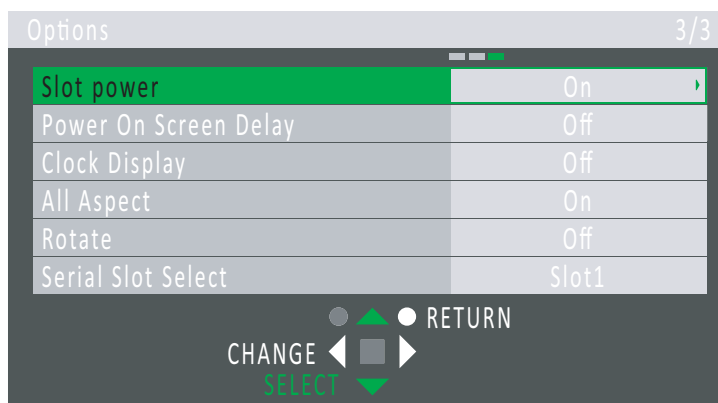 Options 3/3
Slot power On
Power On Screen Delay Off
Clock Display Off
All Aspect On
Rotate Off
Serial Slot Select Slot1
RETURN
CHANGE
SELECT